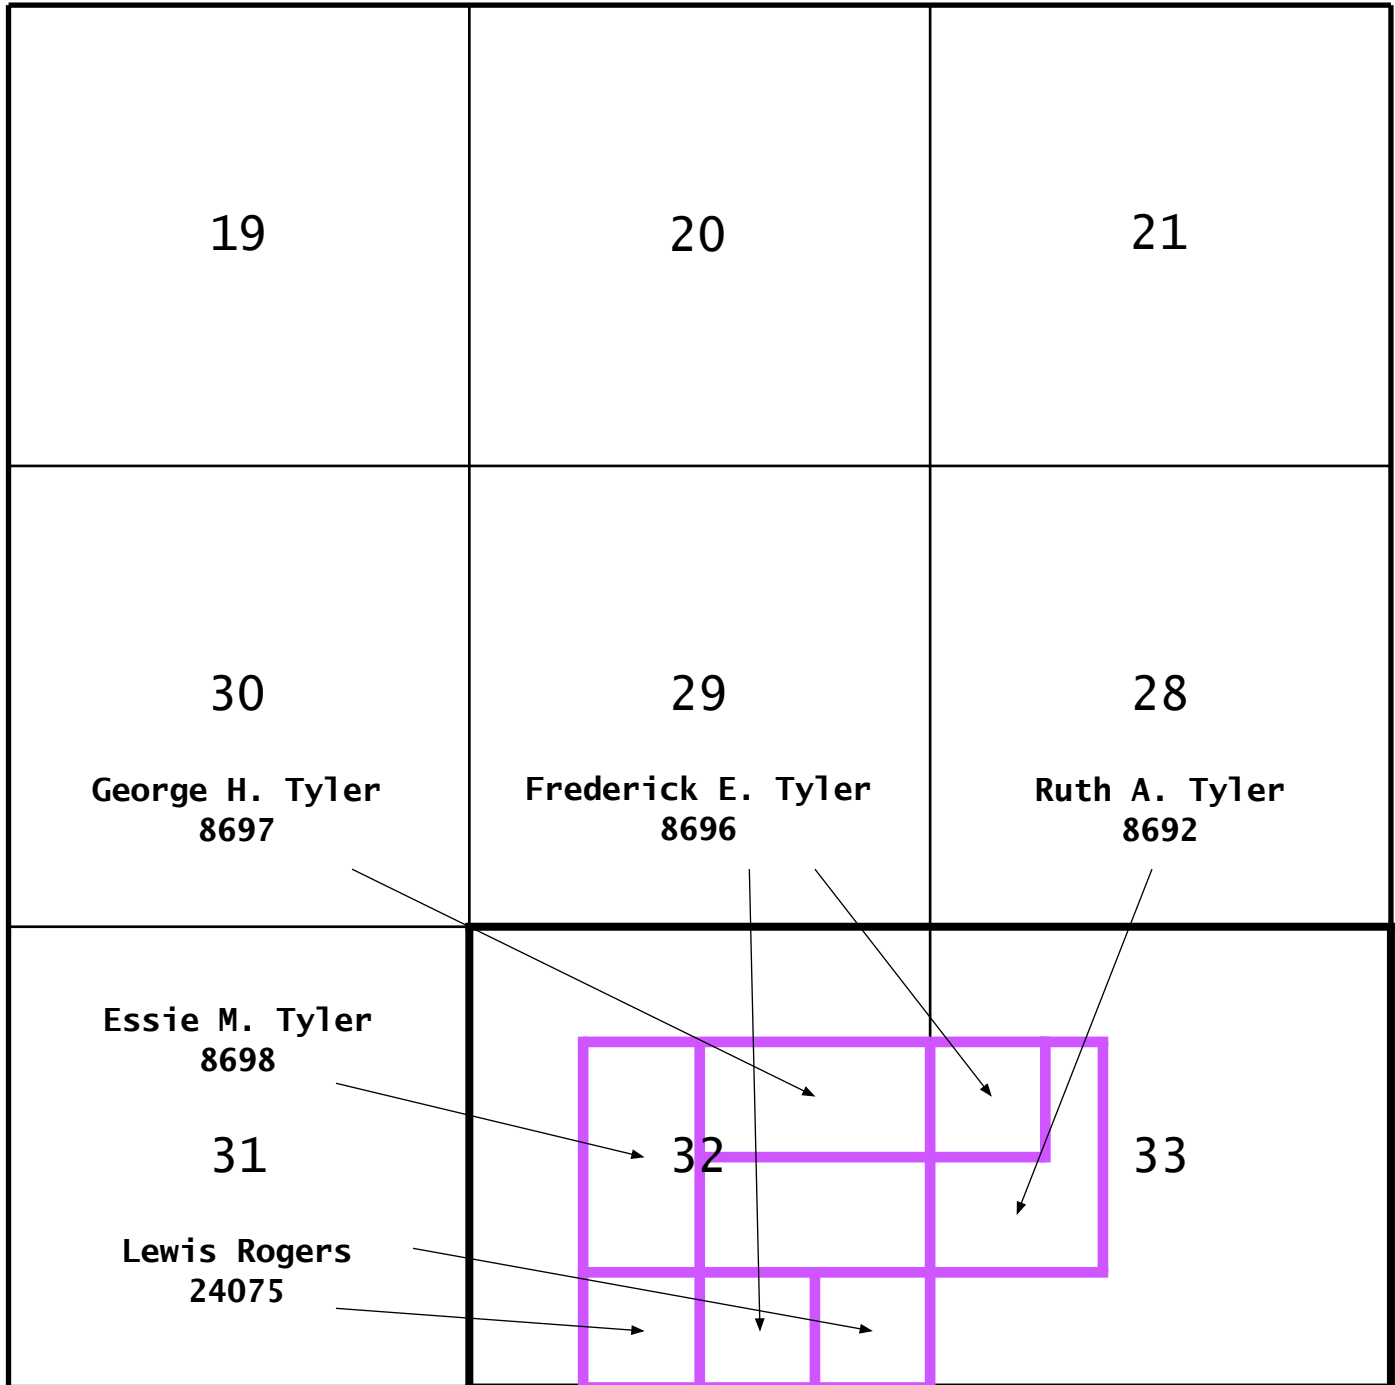 19
20
21
30
29
28
George H. Tyler
8697
Frederick E. Tyler
8696
Ruth A. Tyler
8692
Essie M. Tyler
8698
31
32
33
Lewis Rogers
24075